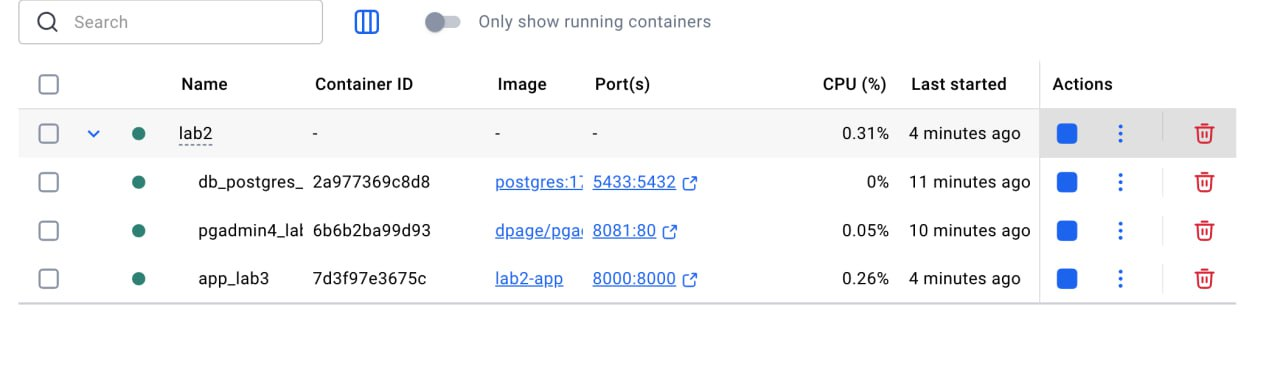 Search Only show running containers
Name Container ID Image Port(s) CPU (%) Last started Actions
lab2 - - - 0.31% 4 minutes ago
db_postgres_ 2a977369c8d8 postgres:17 5433:5432 0% 11 minutes ago
pgadmin4_lab 6b6b2ba99d93 dpage/pga 8081:80 0.05% 10 minutes ago
app_lab3 7d3f97e3675c lab2-app 8000:8000 0.26% 4 minutes ago